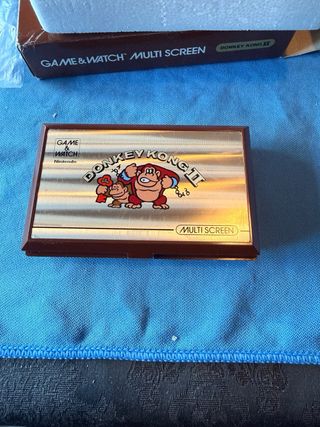 GAME & WATCH MULTI SCREEN
DONKEY KONG II
GAME
&
WATCH
Nintendo
DONKEY KONG II
MULTI SCREEN